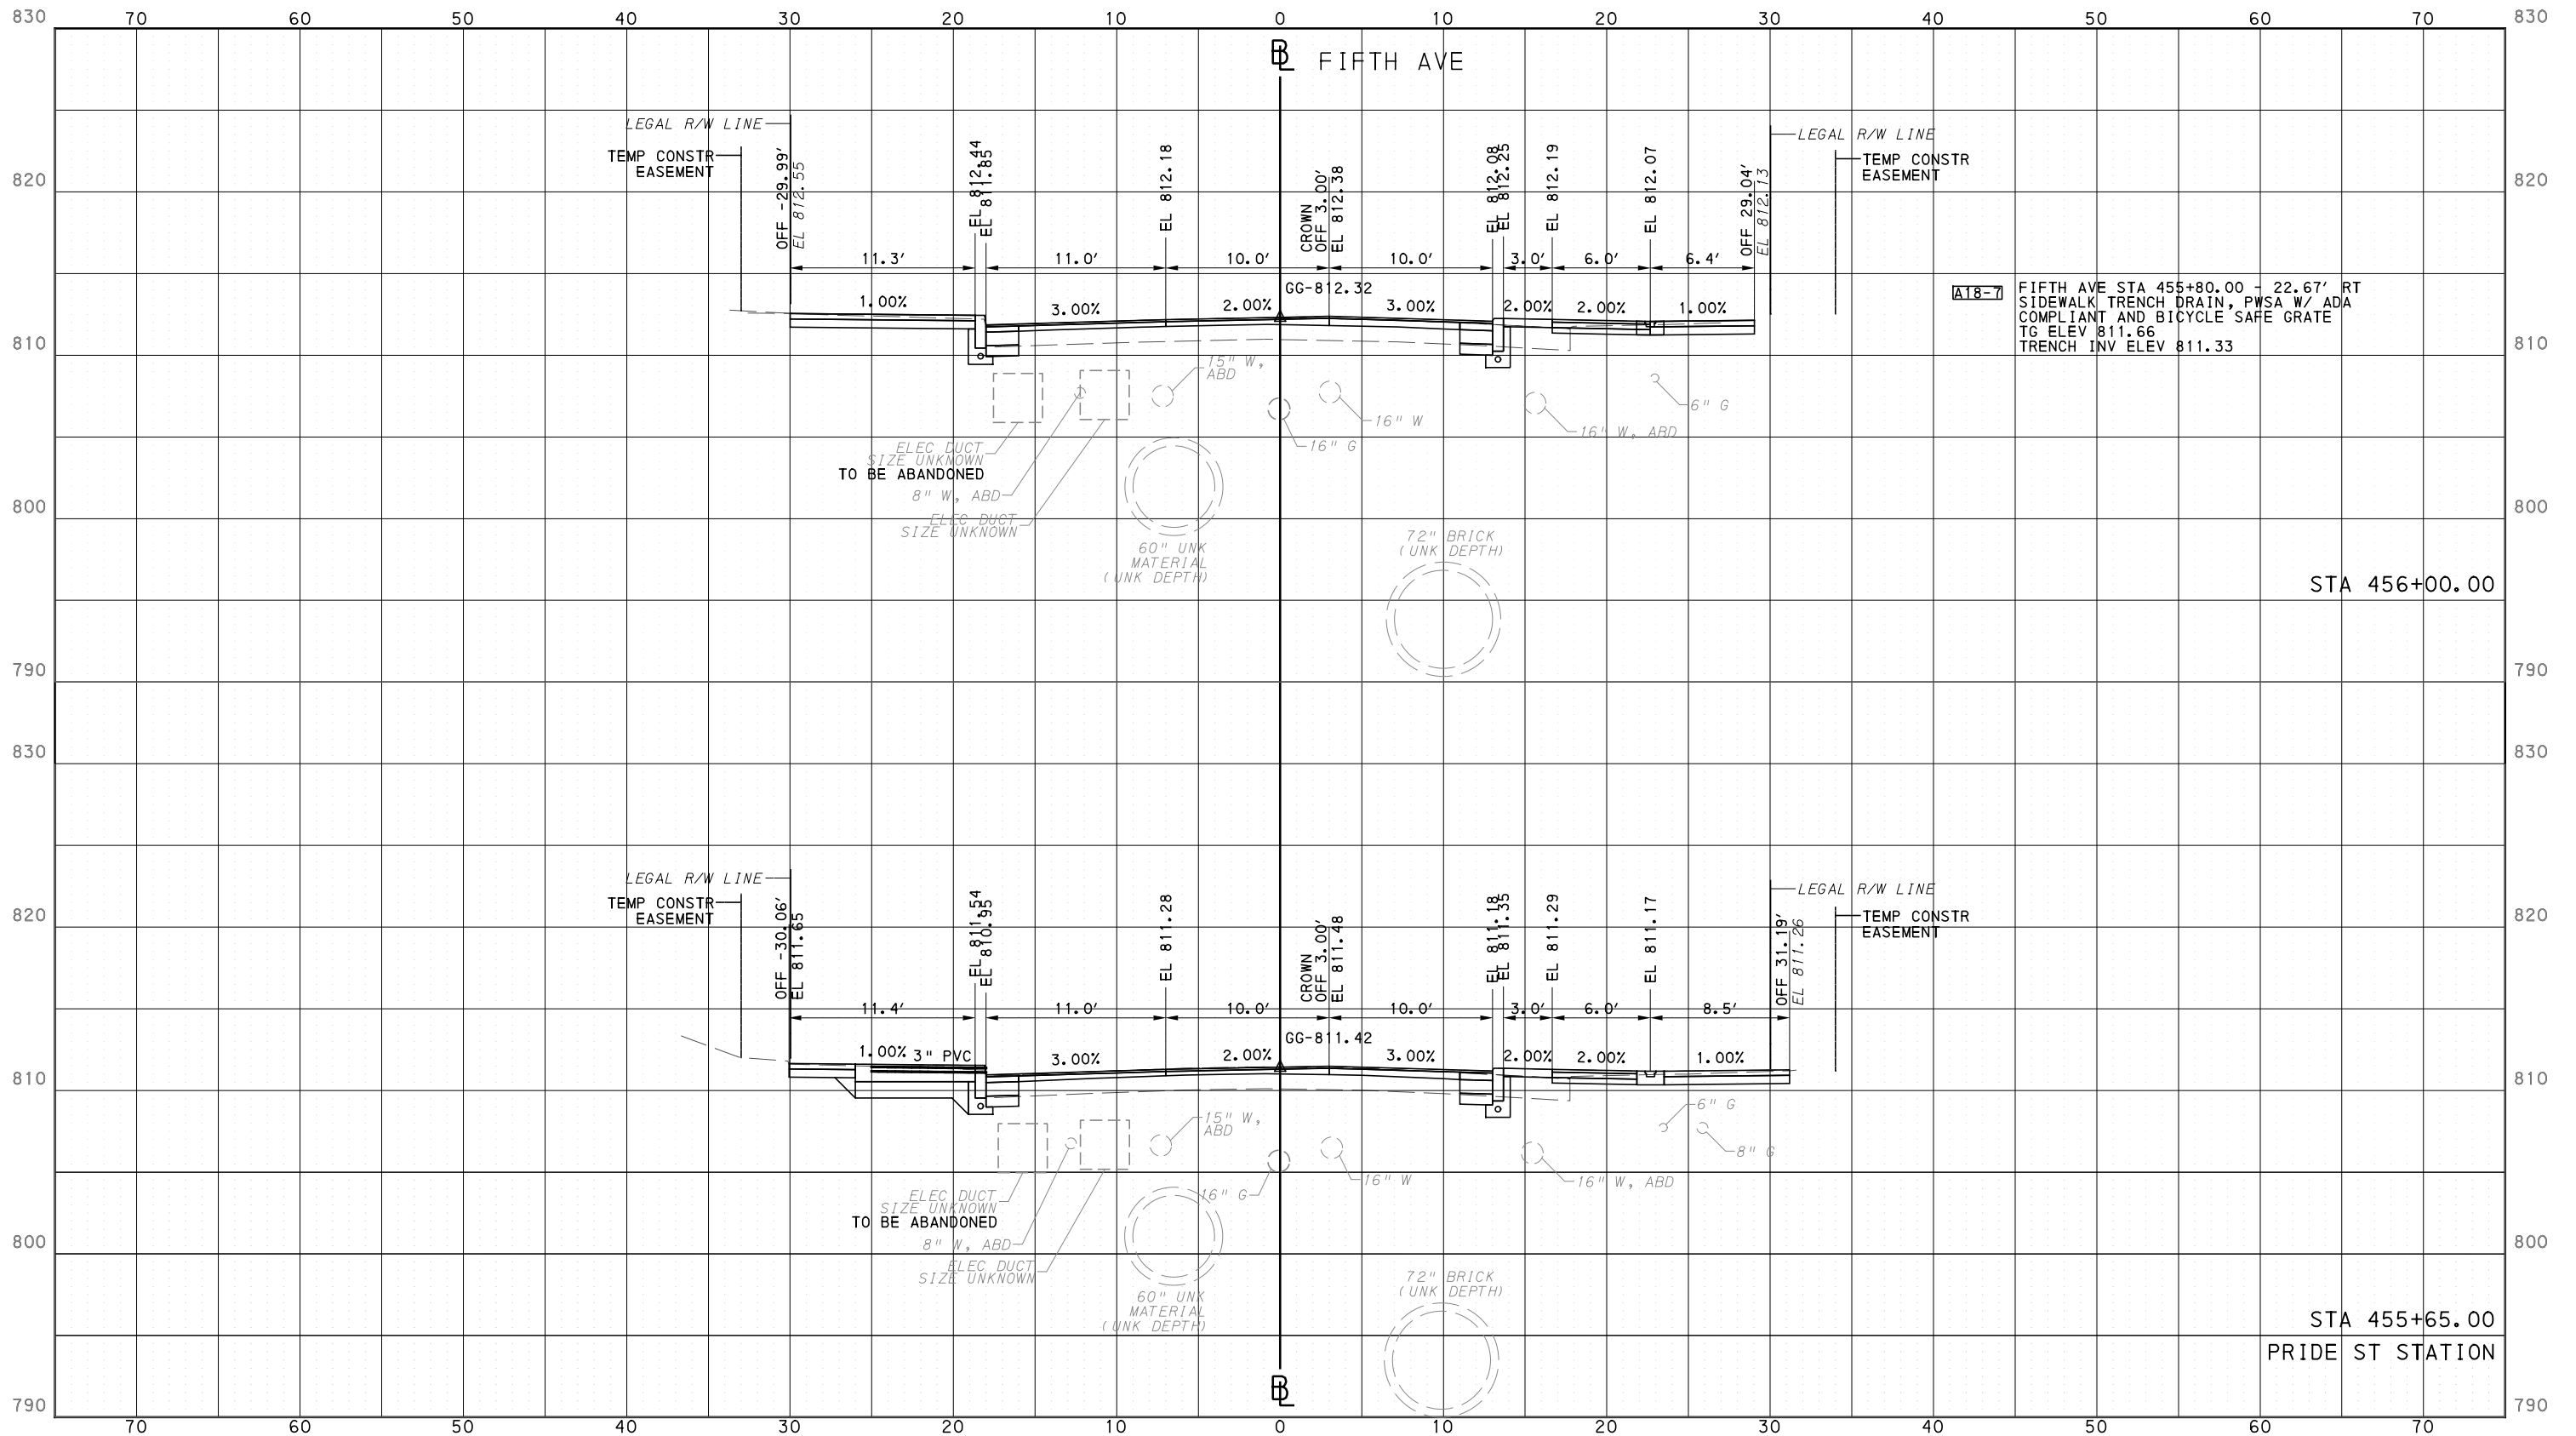 70 60 50 40 30 20 10 0 10 20 30 40 50 60 70
830 830
BL FIFTH AVE
LEGAL R/W LINE
TEMP CONSTR
EASEMENT
OFF -29.99'
EL 812.55
EL 812.44
EL 811.85
EL 812.18
CROWN
OFF 3.00'
EL 812.38
EL 812.08
EL 812.25
EL 812.19
EL 812.07
OFF 29.04'
EL 812.13
LEGAL R/W LINE
TEMP CONSTR
EASEMENT
820 820
11.3' 11.0' 10.0' 10.0' 3.0' 6.0' 6.4'
GG-812.32
1.00% 3.00% 2.00% 3.00% 2.00% 2.00% 1.00%
A18-7 FIFTH AVE STA 455+80.00 - 22.67' RT
SIDEWALK TRENCH DRAIN, PWSA W/ ADA
COMPLIANT AND BICYCLE SAFE GRATE
TG ELEV 811.66
TRENCH INV ELEV 811.33
810 810
15" W,
ABD
6" G
16" W
16" W, ABD
16" G
ELEC DUCT
SIZE UNKNOWN
TO BE ABANDONED
8" W, ABD
ELEC DUCT
SIZE UNKNOWN
800 800
60" UNK
MATERIAL
(UNK DEPTH)
72" BRICK
(UNK DEPTH)
STA 456+00.00
790 790
830 830
LEGAL R/W LINE
TEMP CONSTR
EASEMENT
OFF -30.06'
EL 811.65
EL 811.54
EL 810.95
EL 811.28
CROWN
OFF 3.00'
EL 811.48
EL 811.18
EL 811.35
EL 811.29
EL 811.17
OFF 31.19'
EL 811.26
LEGAL R/W LINE
TEMP CONSTR
EASEMENT
820 820
11.4' 11.0' 10.0' 10.0' 3.0' 6.0' 8.5'
GG-811.42
1.00% 3" PVC 3.00% 2.00% 3.00% 2.00% 2.00% 1.00%
810 810
15" W,
ABD
6" G
8" G
16" W
16" W, ABD
16" G
ELEC DUCT
SIZE UNKNOWN
TO BE ABANDONED
8" W, ABD
ELEC DUCT
SIZE UNKNOWN
800 800
60" UNK
MATERIAL
(UNK DEPTH)
72" BRICK
(UNK DEPTH)
STA 455+65.00
PRIDE ST STATION
BL
790 790
70 60 50 40 30 20 10 0 10 20 30 40 50 60 70